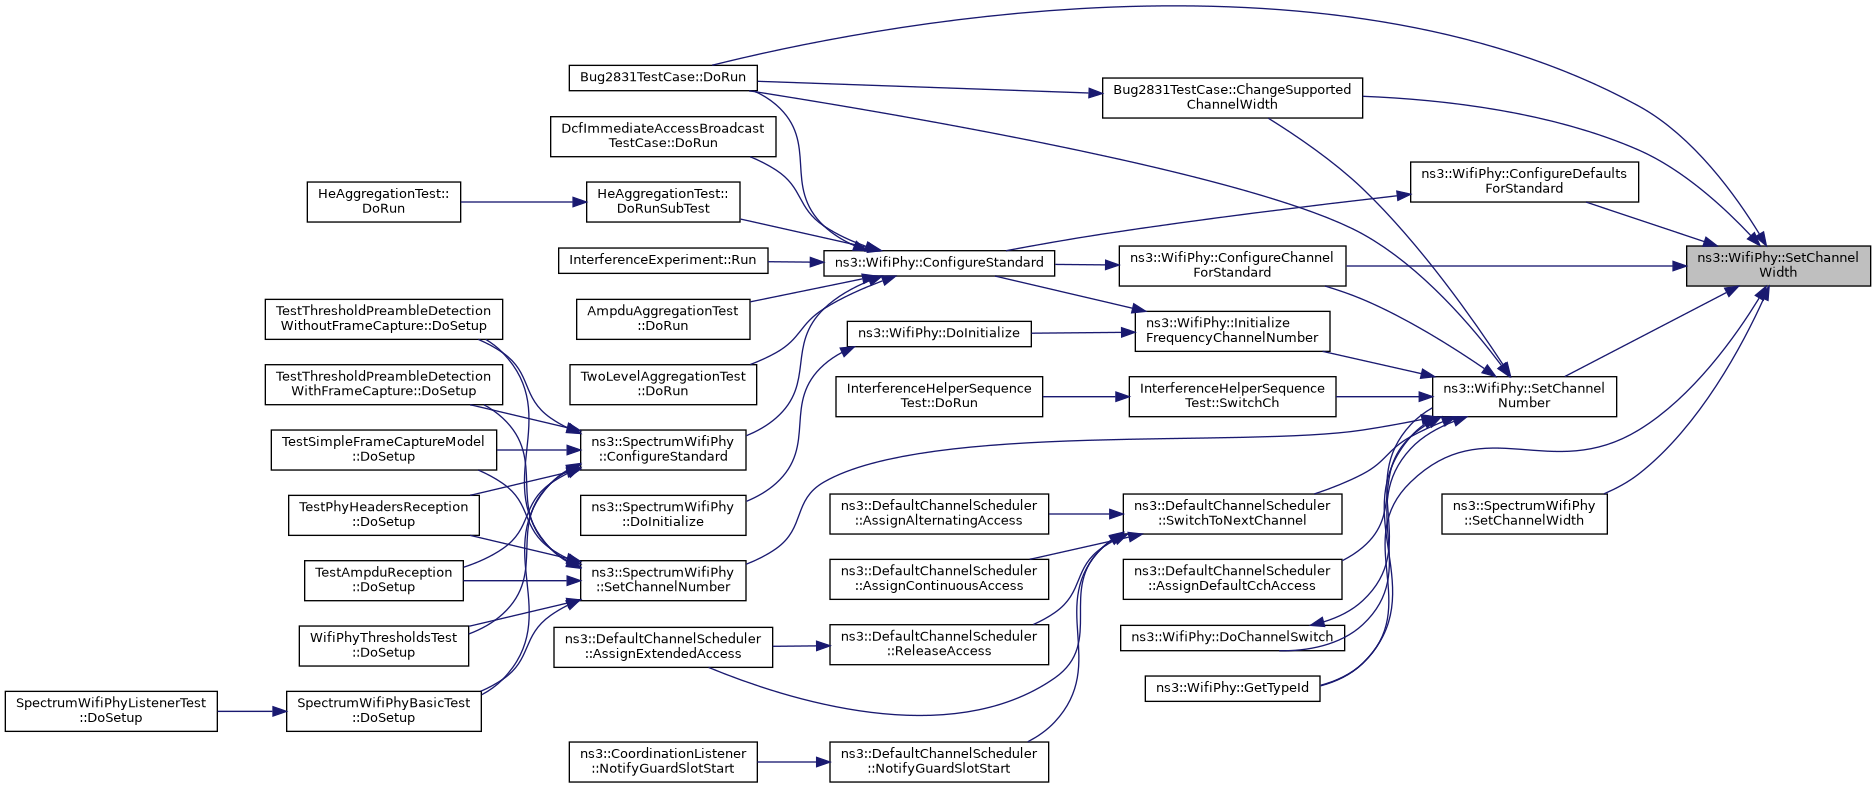 Bug2831TestCase::DoRun
Bug2831TestCase::ChangeSupported
ChannelWidth
DcfImmediateAccessBroadcast
TestCase::DoRun
ns3::WifiPhy::ConfigureDefaults
ForStandard
HeAggregationTest::
DoRun
HeAggregationTest::
DoRunSubTest
ns3::WifiPhy::SetChannel
Width
ns3::WifiPhy::ConfigureStandard
ns3::WifiPhy::ConfigureChannel
ForStandard
InterferenceExperiment::Run
TestThresholdPreambleDetection
WithoutFrameCapture::DoSetup
AmpduAggregationTest
::DoRun
ns3::WifiPhy::DoInitialize
ns3::WifiPhy::Initialize
FrequencyChannelNumber
TestThresholdPreambleDetection
WithFrameCapture::DoSetup
TwoLevelAggregationTest
::DoRun
InterferenceHelperSequence
Test::DoRun
InterferenceHelperSequence
Test::SwitchCh
ns3::WifiPhy::SetChannel
Number
TestSimpleFrameCaptureModel
::DoSetup
ns3::SpectrumWifiPhy
::ConfigureStandard
TestPhyHeadersReception
::DoSetup
ns3::SpectrumWifiPhy
::DoInitialize
ns3::DefaultChannelScheduler
::AssignAlternatingAccess
ns3::DefaultChannelScheduler
::SwitchToNextChannel
ns3::SpectrumWifiPhy
::SetChannelWidth
TestAmpduReception
::DoSetup
ns3::SpectrumWifiPhy
::SetChannelNumber
ns3::DefaultChannelScheduler
::AssignContinuousAccess
ns3::DefaultChannelScheduler
::AssignDefaultCchAccess
WifiPhyThresholdsTest
::DoSetup
ns3::DefaultChannelScheduler
::AssignExtendedAccess
ns3::DefaultChannelScheduler
::ReleaseAccess
ns3::WifiPhy::DoChannelSwitch
ns3::WifiPhy::GetTypeId
SpectrumWifiPhyListenerTest
::DoSetup
SpectrumWifiPhyBasicTest
::DoSetup
ns3::CoordinationListener
::NotifyGuardSlotStart
ns3::DefaultChannelScheduler
::NotifyGuardSlotStart